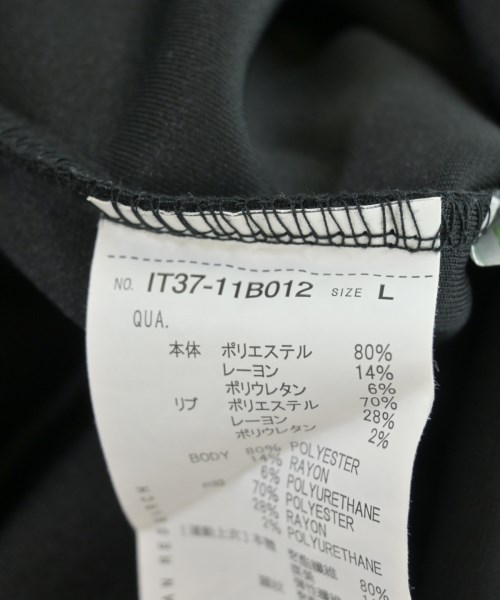 NO. IT37-11B012 SIZE L
QUA.
本体 ポリエステル 80%
レーヨン 14%
ポリウレタン 6%
リブ ポリエステル 70%
レーヨン 28%
ポリウレタン 2%
BODY 80% POLYESTER
14% RAYON
6% POLYURETHANE
70% POLYESTER
28% RAYON
2% POLYURETHANE
80%